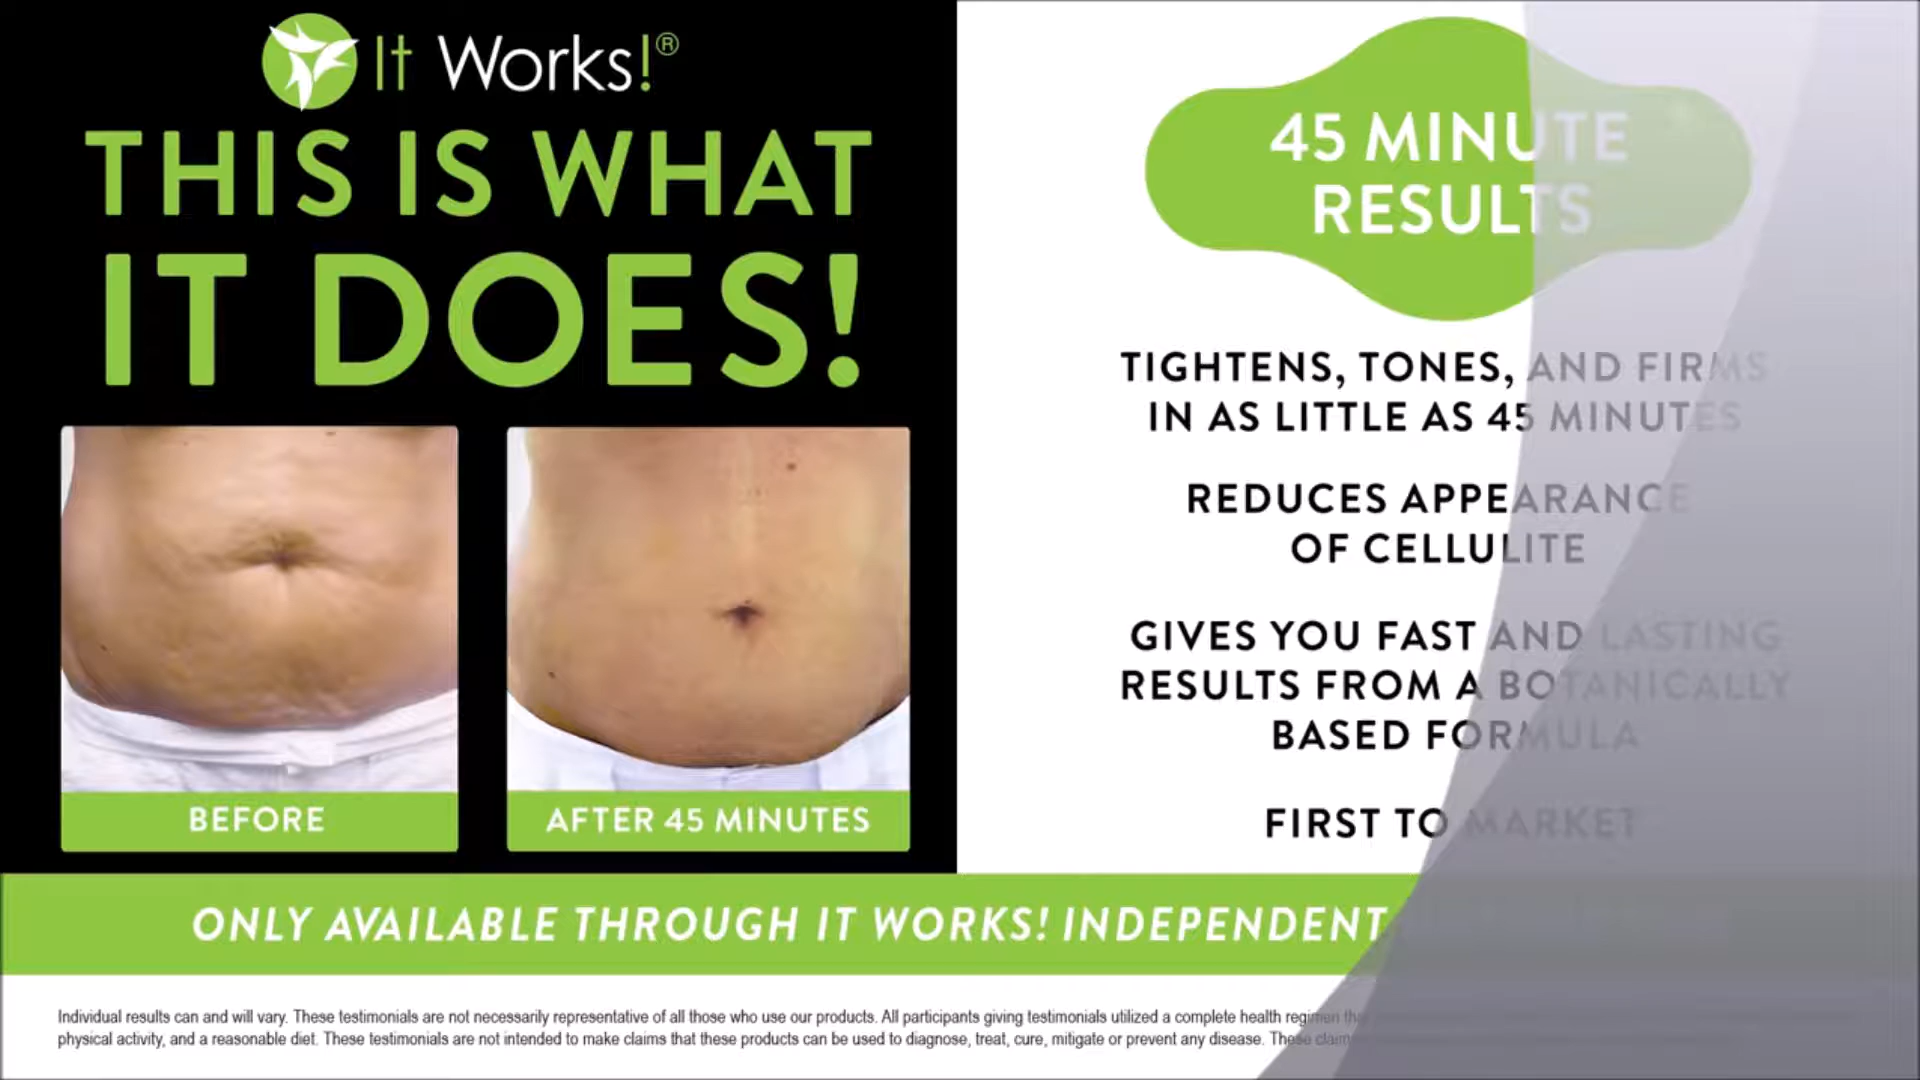 It Works!®
THIS IS WHAT
IT DOES!
BEFORE
AFTER 45 MINUTES
45 MINUTE
RESULTS
TIGHTENS, TONES, AND FIRMS
IN AS LITTLE AS 45 MINUTES
REDUCES APPEARANCE
OF CELLULITE
GIVES YOU FAST AND LASTING
RESULTS FROM A BOTANICALLY
BASED FORMULA
FIRST TO MARKET
ONLY AVAILABLE THROUGH IT WORKS! INDEPENDENT
Individual results can and will vary. These testimonials are not necessarily representative of all those who use our products. All participants giving testimonials utilized a complete health regimen
physical activity, and a reasonable diet. These testimonials are not intended to make claims that these products can be used to diagnose, treat, cure, mitigate or prevent any disease. These